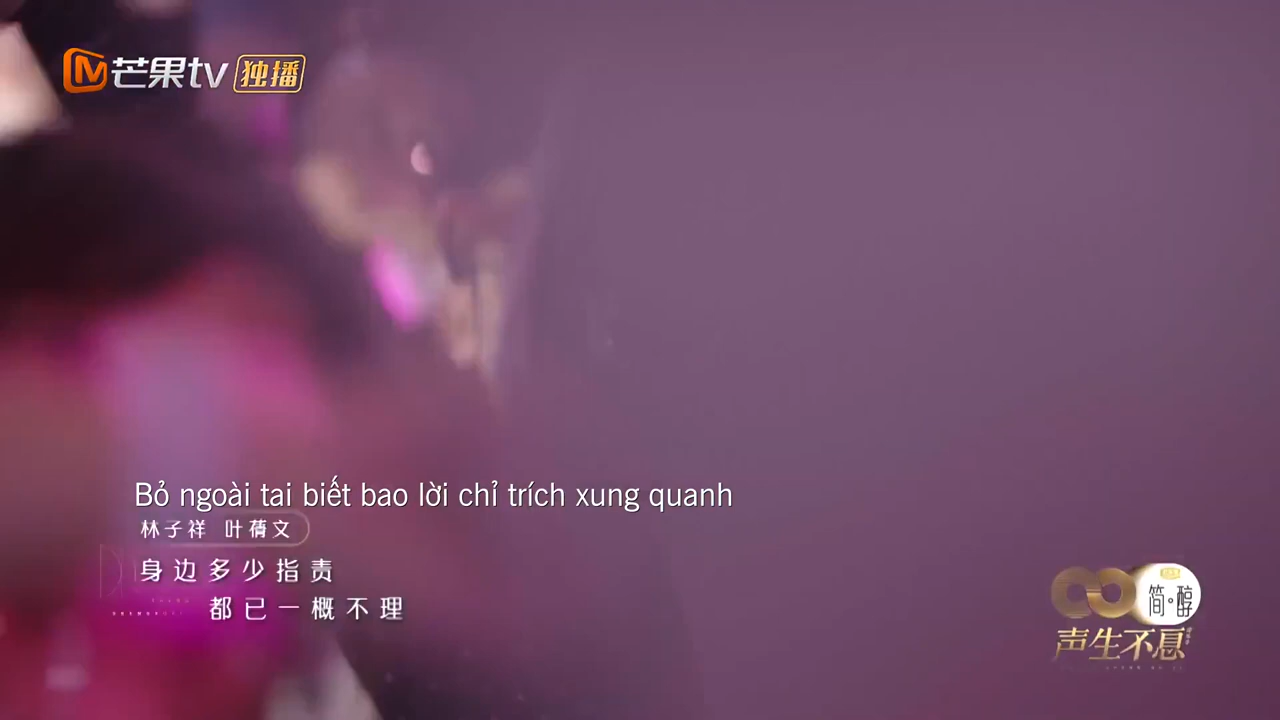 芒果tv 独播
Bỏ ngoài tai biết bao lời chỉ trích xung quanh
林子祥 叶蒨文
身边多少指责
都已一概不理
简·醇
声生不息